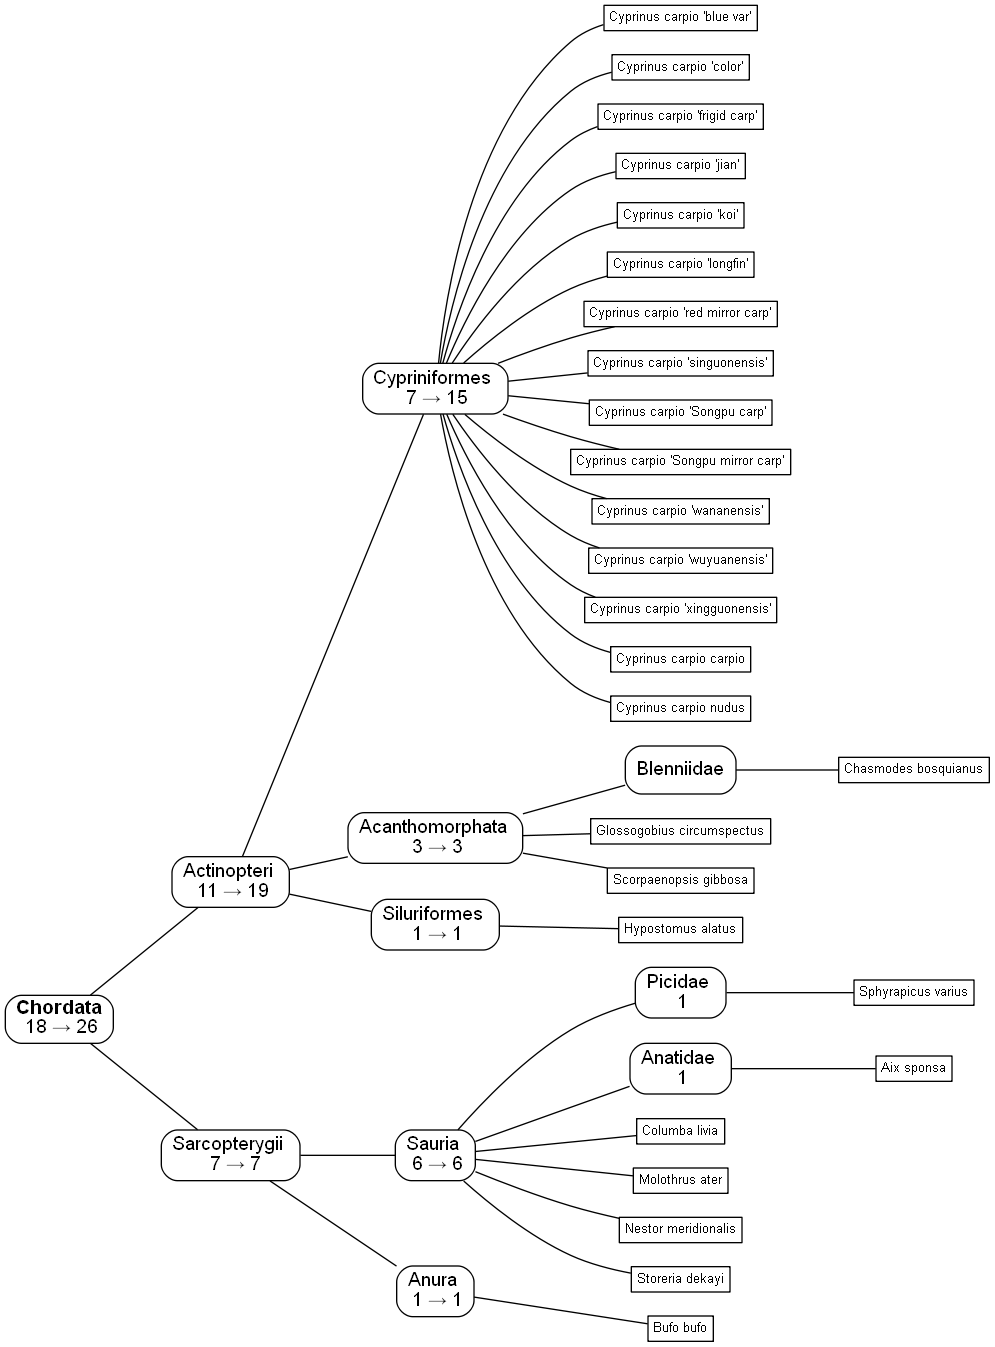 Cyprinus carpio 'blue var'
Cyprinus carpio 'color'
Cyprinus carpio 'frigid carp'
Cyprinus carpio 'jian'
Cyprinus carpio 'koi'
Cyprinus carpio 'longfin'
Cyprinus carpio 'red mirror carp'
Cyprinus carpio 'singuonensis'
Cypriniformes
7 → 15
Cyprinus carpio 'Songpu carp'
Cyprinus carpio 'Songpu mirror carp'
Cyprinus carpio 'wananensis'
Cyprinus carpio 'wuyuanensis'
Cyprinus carpio 'xingguonensis'
Cyprinus carpio carpio
Cyprinus carpio nudus
Blenniidae
Chasmodes bosquianus
Acanthomorphata
3 → 3
Glossogobius circumspectus
Scorpaenopsis gibbosa
Actinopteri
11 → 19
Siluriformes
1 → 1
Hypostomus alatus
Picidae
1
Sphyrapicus varius
Chordata
18 → 26
Anatidae
1
Aix sponsa
Columba livia
Sarcopterygii
7 → 7
Sauria
6 → 6
Molothrus ater
Nestor meridionalis
Storeria dekayi
Anura
1 → 1
Bufo bufo